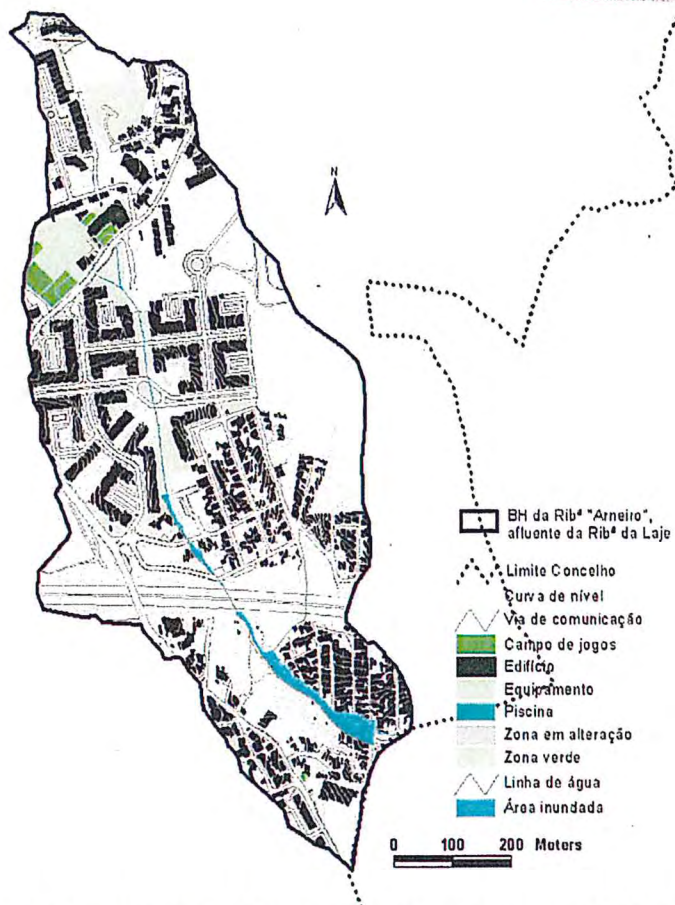 N
BH da Ribª "Arneiro",
afluente da Ribª da Laje
Limite Concelho
Curva de nível
Via de comunicação
Campo de jogos
Edifício
Equipamento
Piscina
Zona em alteração
Zona verde
Linha de água
Área inundada
0 100 200 Meters